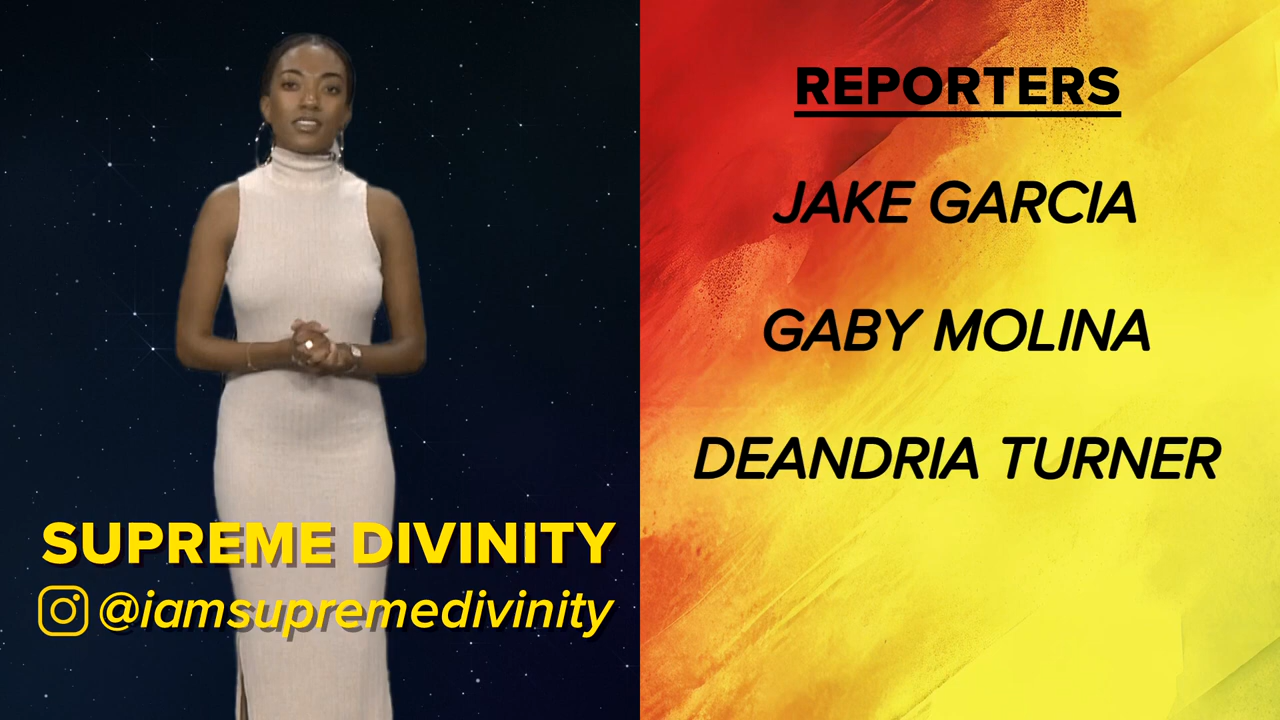 SUPREME DIVINITY
@iamsupremedivinity
REPORTERS
JAKE GARCIA
GABY MOLINA
DEANDRIA TURNER